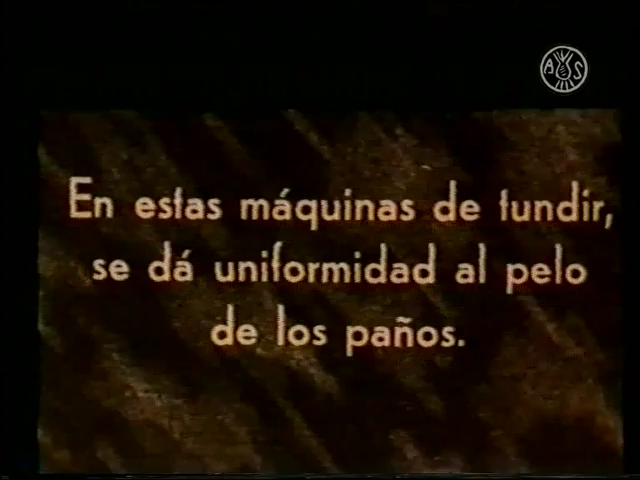 A S
En estas máquinas de tundir,
se dá uniformidad al pelo
de los paños.